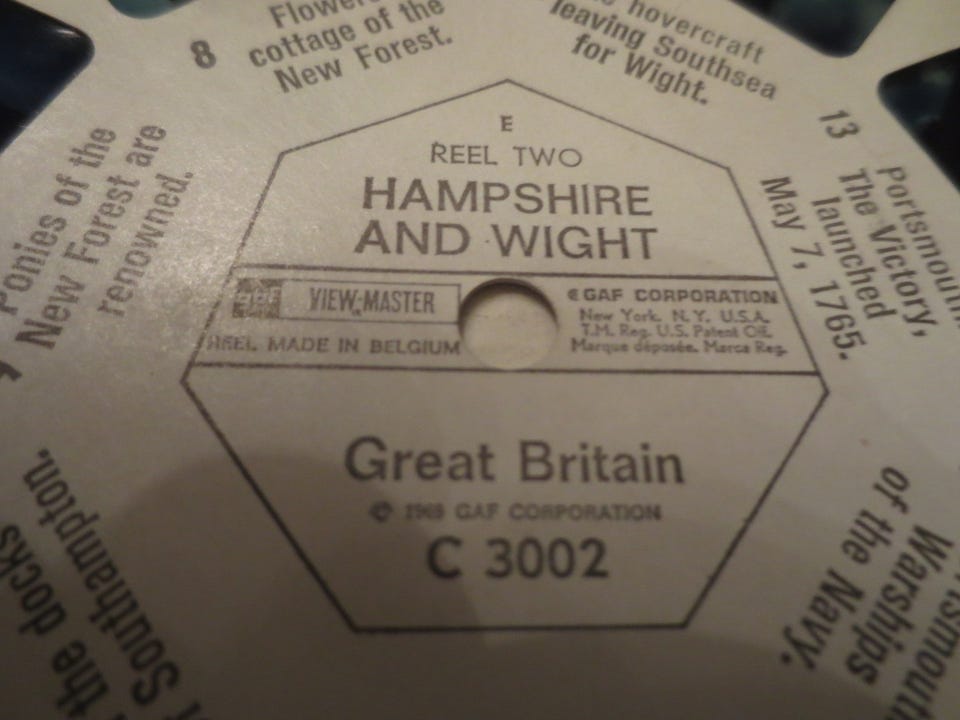 E
REEL TWO
HAMPSHIRE
AND WIGHT
gaf VIEW-MASTER
REEL MADE IN BELGIUM
© GAF CORPORATION
New York, N.Y. U.S.A.
T.M. Reg. U.S. Patent Off.
Marque déposée. Marca Reg.
Great Britain
© 1969 GAF CORPORATION
C 3002
8
cottage of the
New Forest.
hovercraft
leaving Southsea
for Wight.
13
The Victory,
launched
May 7, 1765.
Warships
of the Navy.
the docks
Southampton.
Ponies of the
New Forest are
renowned.